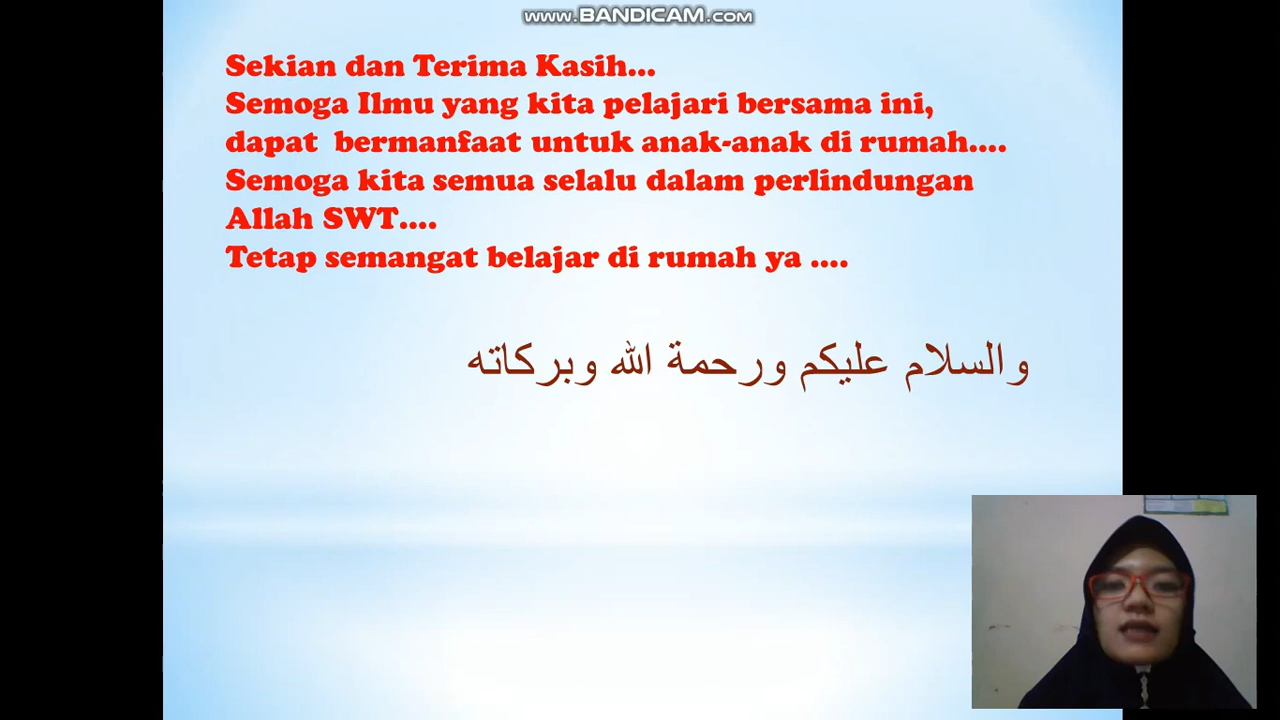 www.BANDICAM.com
Sekian dan Terima Kasih...
Semoga Ilmu yang kita pelajari bersama ini,
dapat  bermanfaat untuk anak-anak di rumah....
Semoga kita semua selalu dalam perlindungan
Allah SWT....
Tetap semangat belajar di rumah ya ....
والسلام عليكم ورحمة الله وبركاته